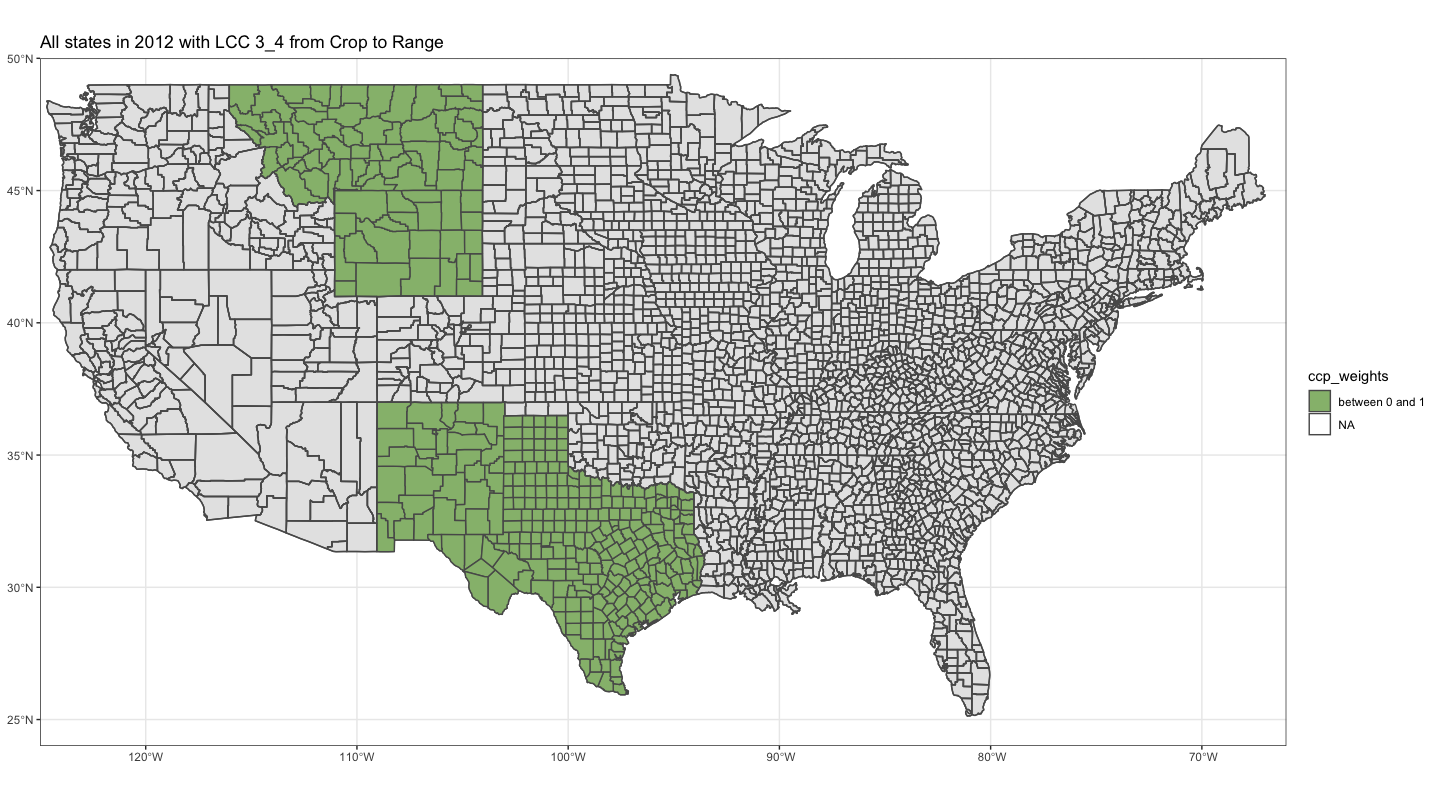 All states in 2012 with LCC 3_4 from Crop to Range
50°N
45°N
40°N
35°N
30°N
25°N
120°W
110°W
100°W
90°W
80°W
70°W
ccp_weights
between 0 and 1
NA